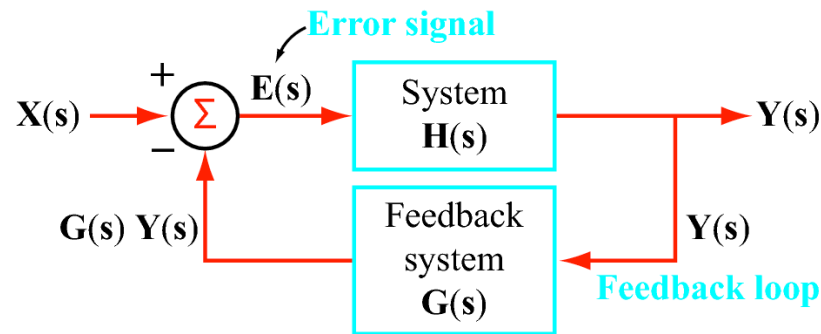 Error signal
+
E(s)
X(s)
Σ
−
System
H(s)
Y(s)
G(s) Y(s)
Feedback
system
G(s)
Y(s)
Feedback loop